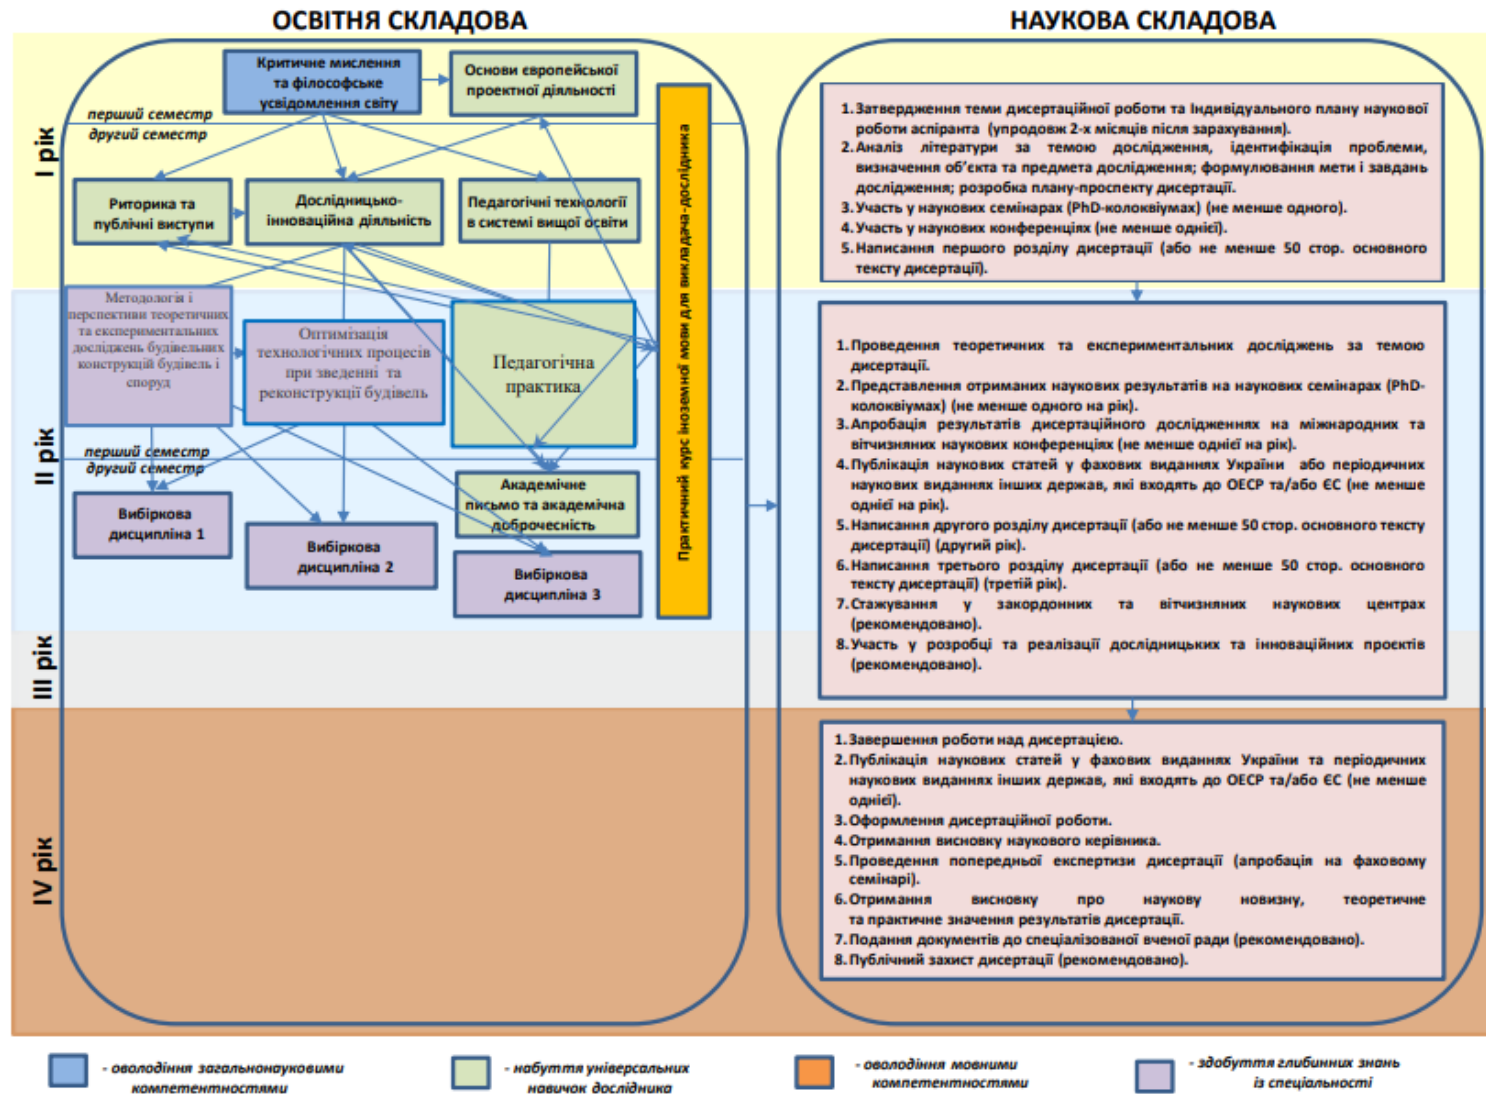 ОСВІТНЯ СКЛАДОВА
НАУКОВА СКЛАДОВА
I рік
II рік
III рік
IV рік
Критичне мислення
та філософське
усвідомлення світу
Основи європейської
проектної діяльності
перший семестр
другий семестр
Риторика та
публічні виступи
Дослідницько-
інноваційна діяльність
Педагогічні технології
в системі вищої освіти
Методологія і
перспективи теоретичних
та експериментальних
досліджень будівельних
конструкцій будівель і
споруд
Оптимізація
технологічних процесів
при зведенні та
реконструкції будівель
Педагогічна
практика
перший семестр
другий семестр
Вибіркова
дисципліна 1
Вибіркова
дисципліна 2
Академічне
письмо та академічна
доброчесність
Вибіркова
дисципліна 3
Практичний курс іноземної мови для викладача-дослідника
1. Затвердження теми дисертаційної роботи та Індивідуального плану наукової
роботи аспіранта (упродовж 2-х місяців після зарахування).
2. Аналіз літератури за темою дослідження, ідентифікація проблеми,
визначення об’єкта та предмета дослідження; формулювання мети і завдань
дослідження; розробка плану-проспекту дисертації.
3. Участь у наукових семінарах (PhD-колоквіумах) (не менше одного).
4. Участь у наукових конференціях (не менше однієї).
5. Написання першого розділу дисертації (або не менше 50 стор. основного
тексту дисертації).
1. Проведення теоретичних та експериментальних досліджень за темою
дисертації.
2. Представлення отриманих наукових результатів на наукових семінарах (PhD-
колоквіумах) (не менше одного на рік).
3. Апробація результатів дисертаційного дослідженнях на міжнародних та
вітчизняних наукових конференціях (не менше однієї на рік).
4. Публікація наукових статей у фахових виданнях України або періодичних
наукових виданнях інших держав, які входять до ОЕСР та/або ЄС (не менше
однієї на рік).
5. Написання другого розділу дисертації (або не менше 50 стор. основного тексту
дисертації) (другий рік).
6. Написання третього розділу дисертації (або не менше 50 стор. основного
тексту дисертації) (третій рік).
7. Стажування у закордонних та вітчизняних наукових центрах
(рекомендовано).
8. Участь у розробці та реалізації дослідницьких та інноваційних проєктів
(рекомендовано).
1. Завершення роботи над дисертацією.
2. Публікація наукових статей у фахових виданнях України та періодичних
наукових виданнях інших держав, які входять до ОЕСР та/або ЄС (не менше
однієї).
3. Оформлення дисертаційної роботи.
4. Отримання висновку наукового керівника.
5. Проведення попередньої експертизи дисертації (апробація на фаховому
семінарі).
6. Отримання висновку про наукову новизну, теоретичне
та практичне значення результатів дисертації.
7. Подання документів до спеціалізованої вченої ради (рекомендовано).
8. Публічний захист дисертації (рекомендовано).
- оволодіння загальнонауковими
компетентностями
- набуття універсальних
навичок дослідника
- оволодіння мовними
компетентностями
- здобуття глибинних знань
із спеціальності